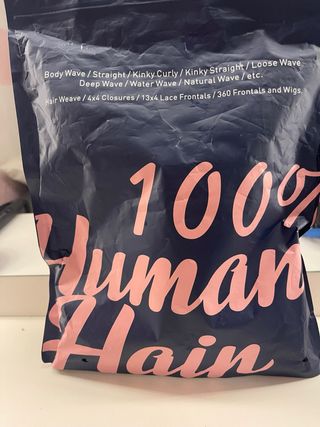 Body Wave / Straight / Kinky Curly / Kinky Straight / Loose Wave
Deep Wave / Water Wave / Natural Wave / etc.
Hair Weave / 4x4 Closures / 13x4 Lace Frontals / 360 Frontals and Wigs.
100%
Human
Hair